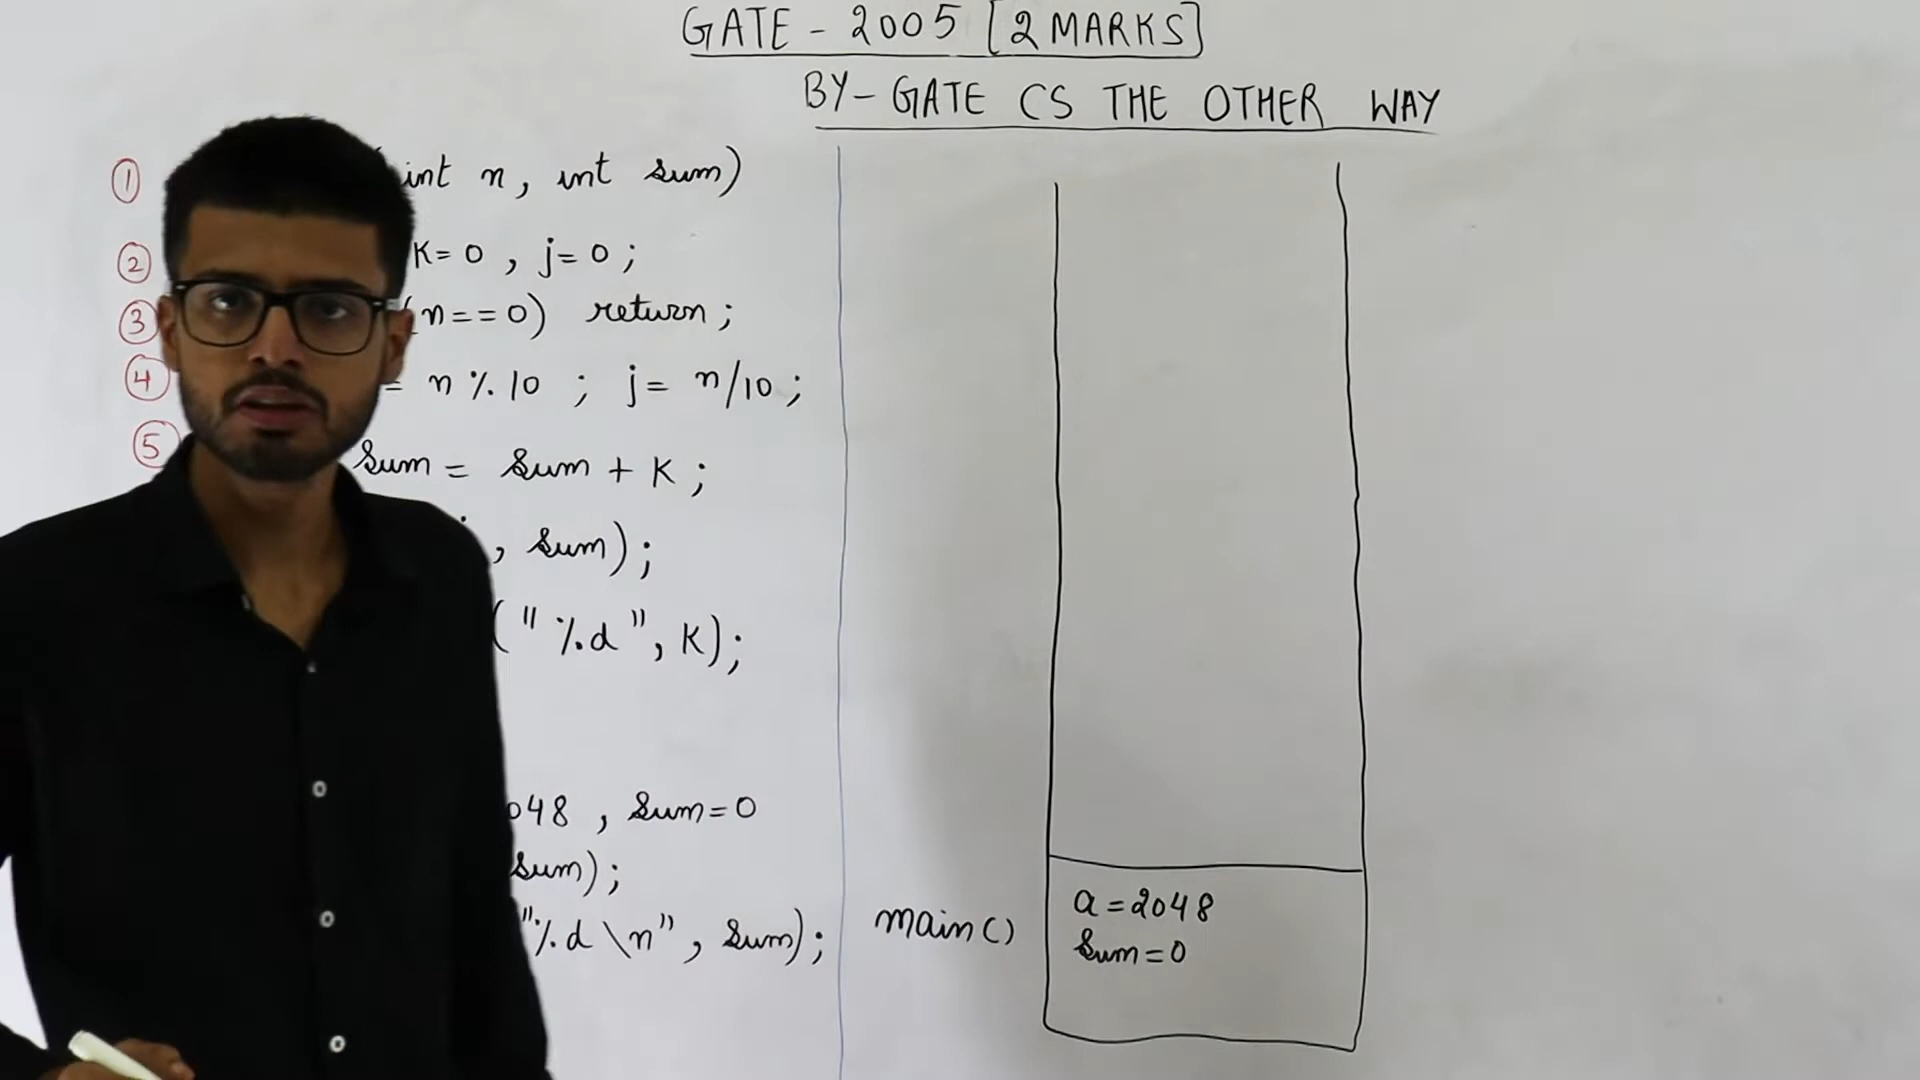 GATE - 2005 [2 MARKS]
BY- GATE CS THE OTHER WAY
① (int n, int sum)
② K=0 , j=0 ;
③ (n==0) return ;
④ = n % 10 ; j= n/10 ;
⑤ Sum = Sum + K ;
, sum);
("%d", K);
048 , Sum=0
Sum);
"%d \n", Sum);
main()
a=2048
Sum=0